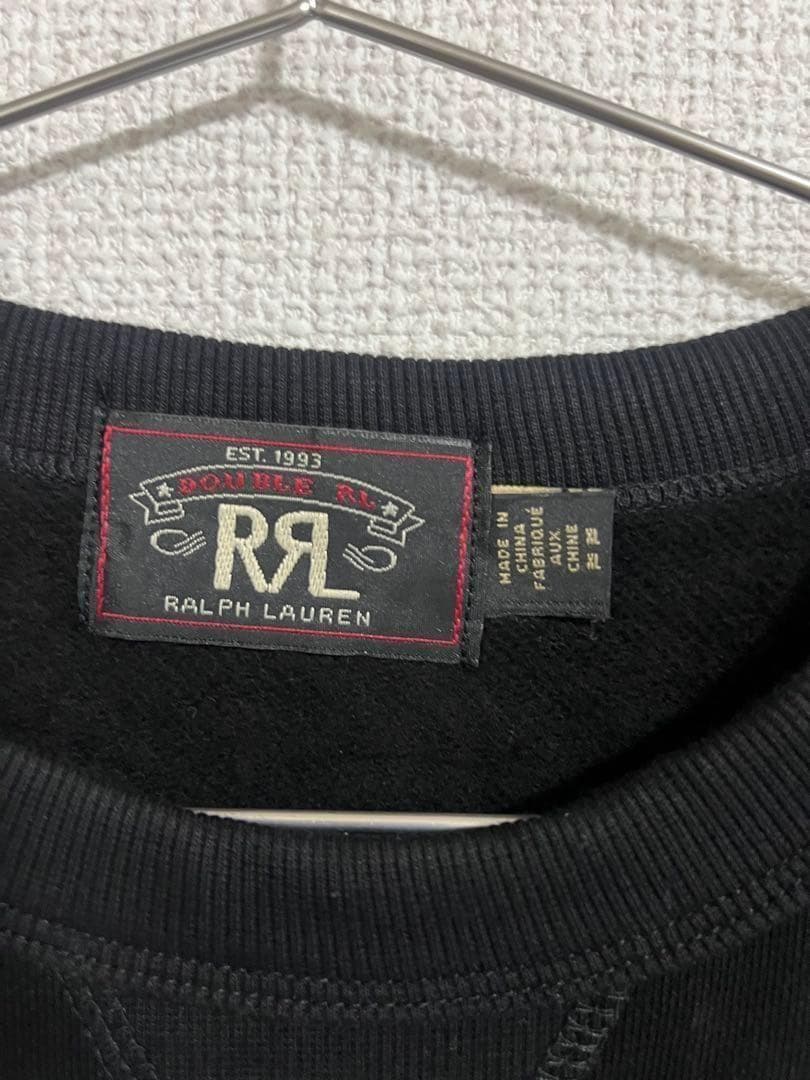 EST. 1993
DOUBLE RL
RRL
RALPH LAUREN
MADE IN
CHINA
FABRIQUÉ
AUX
CHINE